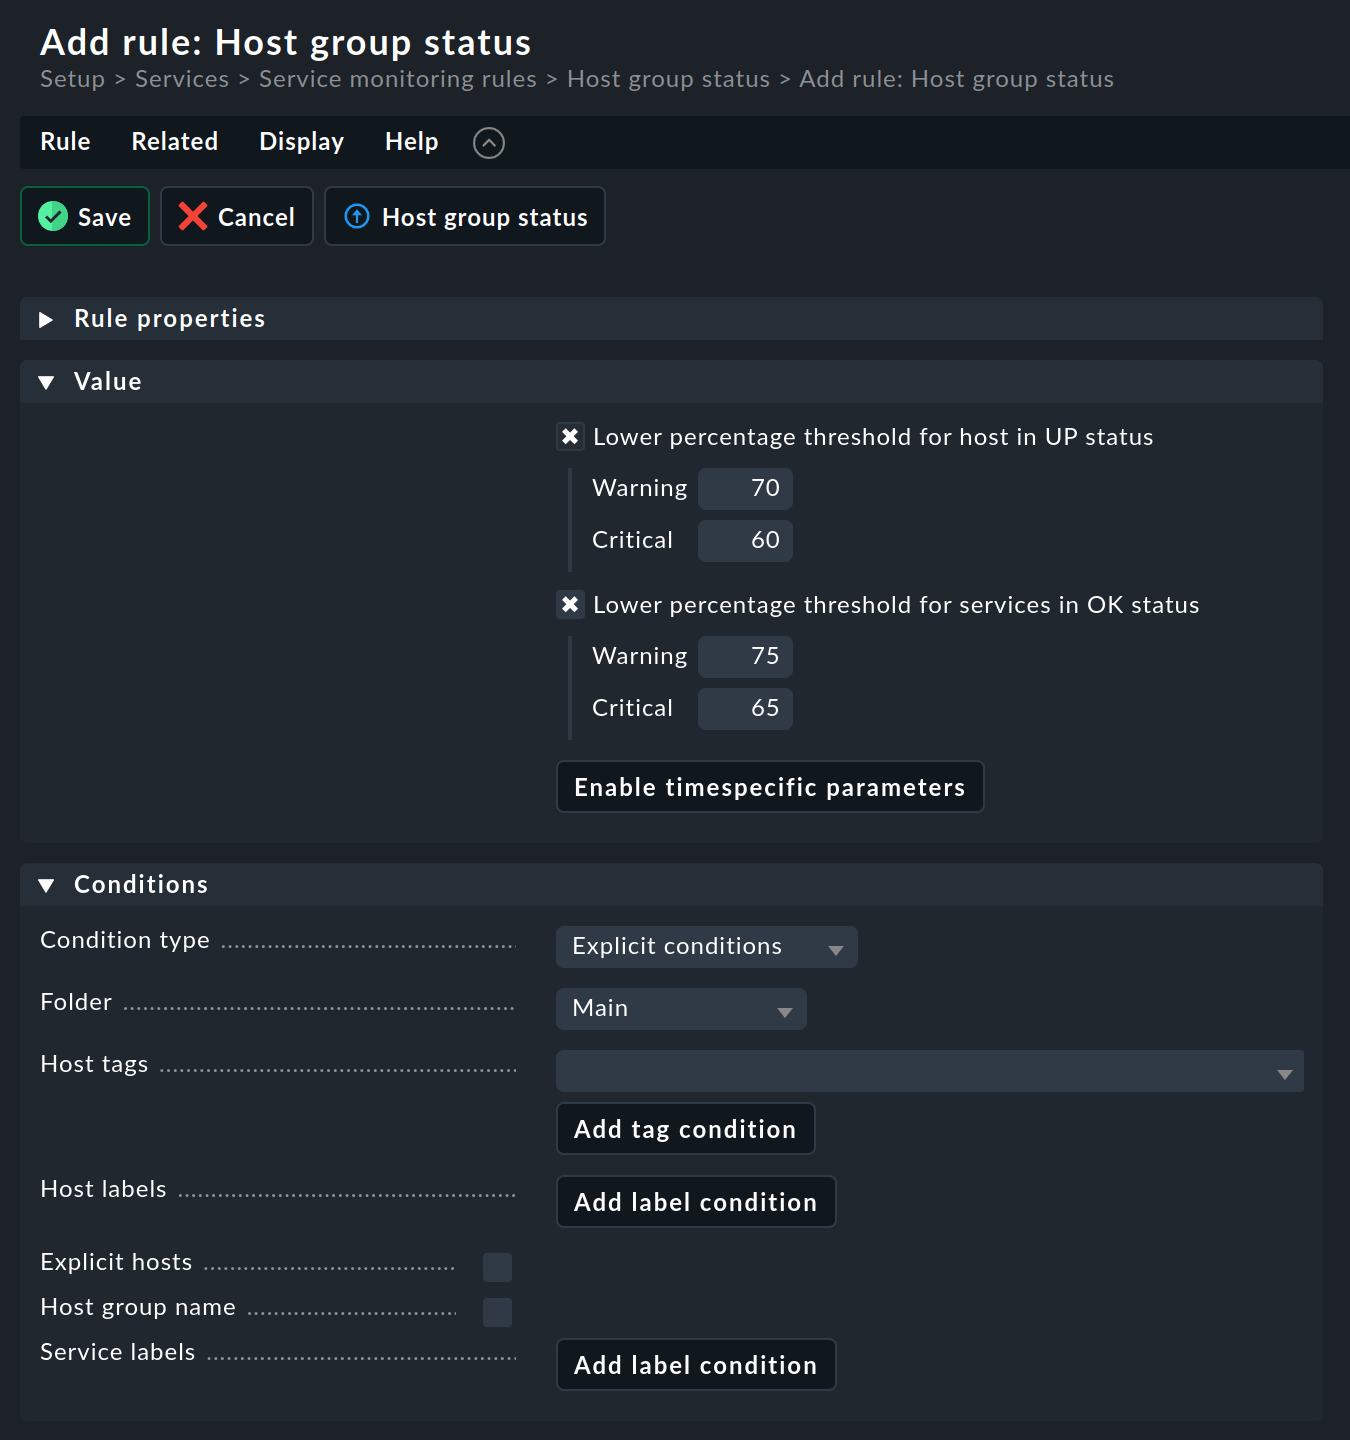 Add rule: Host group status
Setup > Services > Service monitoring rules > Host group status > Add rule: Host group status
Rule Related Display Help
Save Cancel Host group status
Rule properties
Value
Lower percentage threshold for host in UP status
Warning 70
Critical 60
Lower percentage threshold for services in OK status
Warning 75
Critical 65
Enable timespecific parameters
Conditions
Condition type Explicit conditions
Folder Main
Host tags
Add tag condition
Host labels Add label condition
Explicit hosts
Host group name
Service labels Add label condition